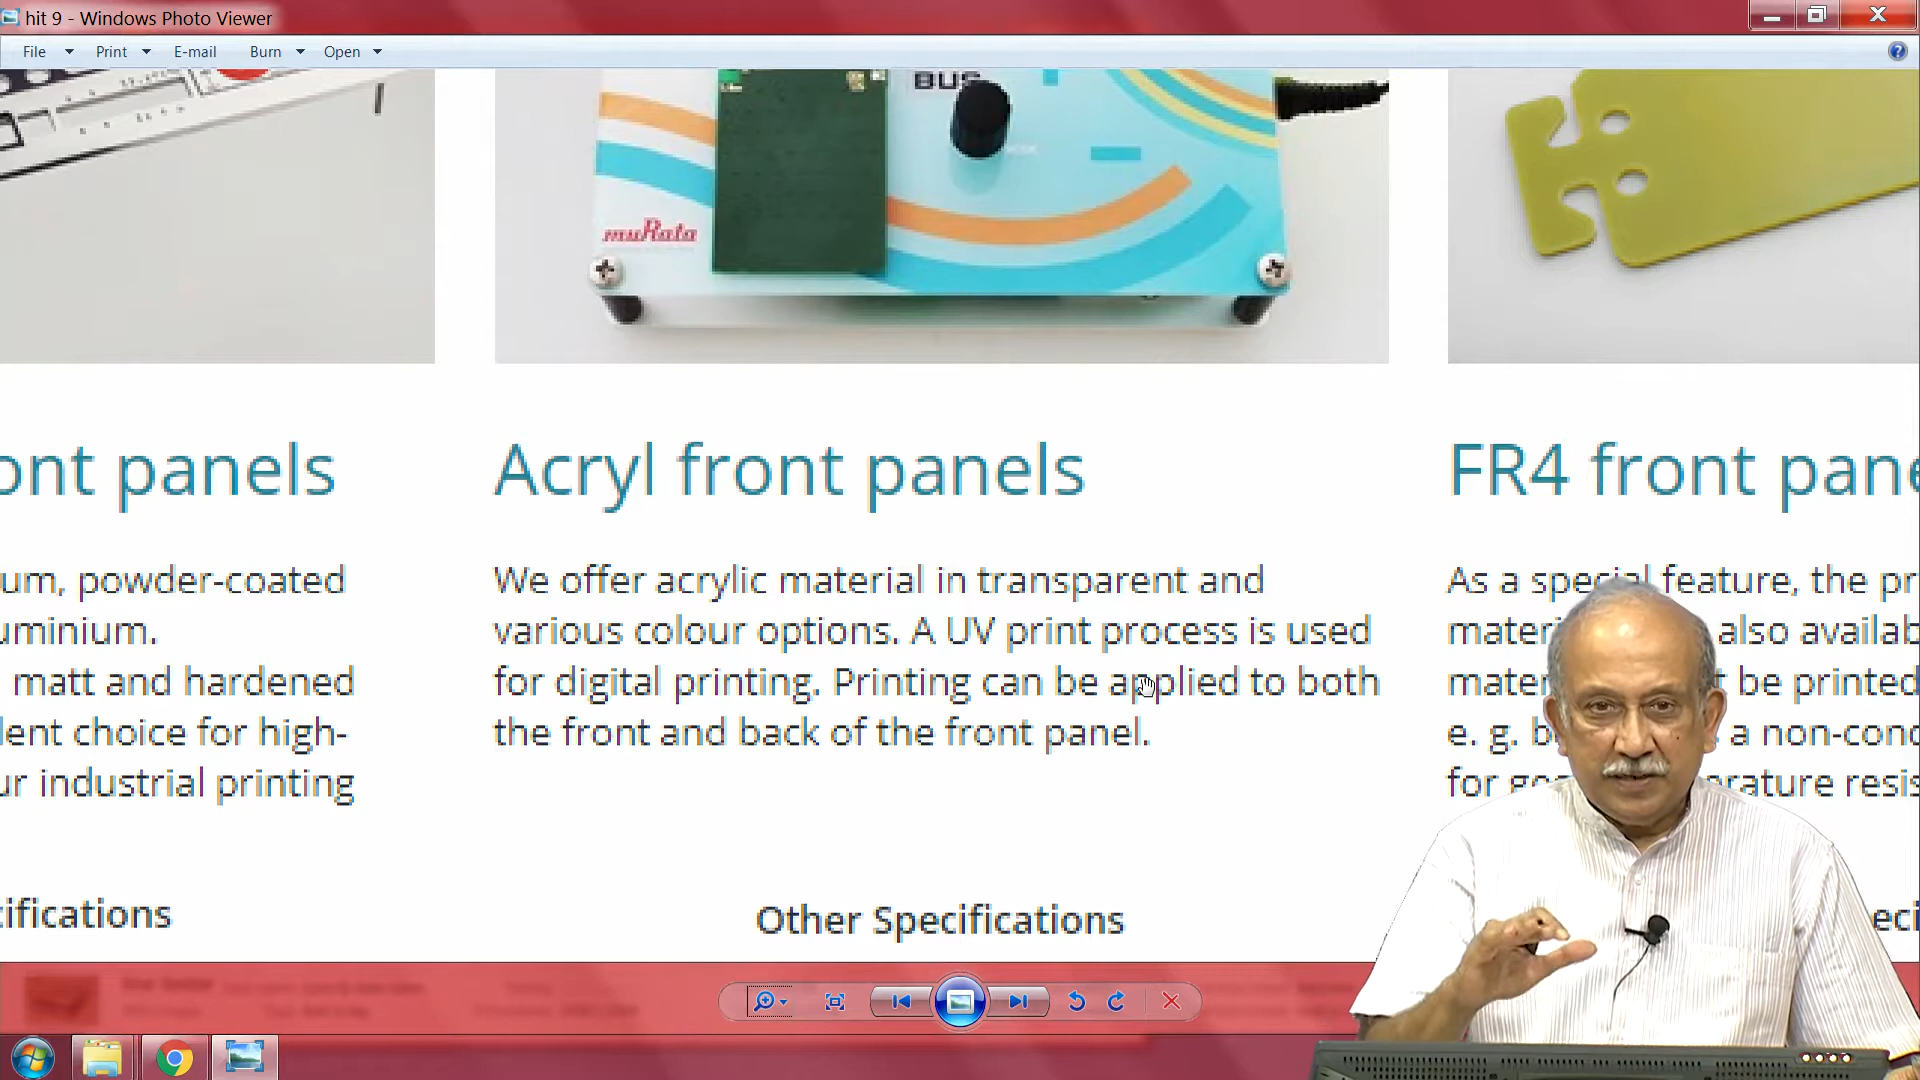 hit 9 - Windows Photo Viewer
File Print E-mail Burn Open
BUS
muRata
ont panels
Acryl front panels
FR4 front pane
um, powder-coated
uminium.
matt and hardened
lent choice for high-
ur industrial printing
We offer acrylic material in transparent and
various colour options. A UV print process is used
for digital printing. Printing can be applied to both
the front and back of the front panel.
As a special feature, the pr
mater also availab
mater t be printed
e. g. b a non-cond
for go rature resis
ifications
Other Specifications
eci